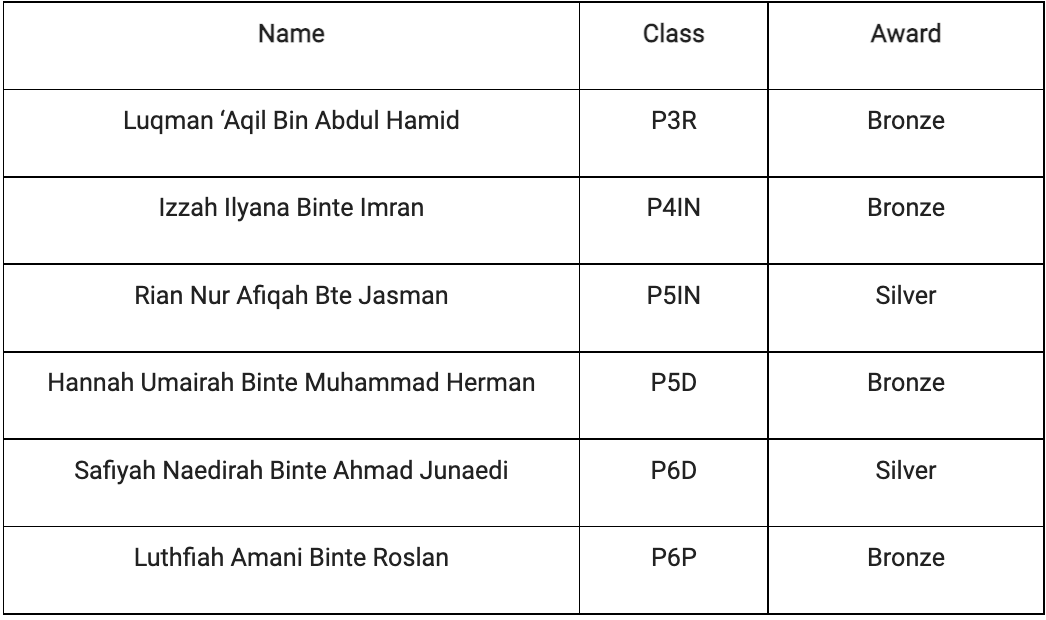 Name Class Award
Luqman ‘Aqil Bin Abdul Hamid P3R Bronze
Izzah Ilyana Binte Imran P4IN Bronze
Rian Nur Afiqah Bte Jasman P5IN Silver
Hannah Umairah Binte Muhammad Herman P5D Bronze
Safiyah Naedirah Binte Ahmad Junaedi P6D Silver
Luthfiah Amani Binte Roslan P6P Bronze